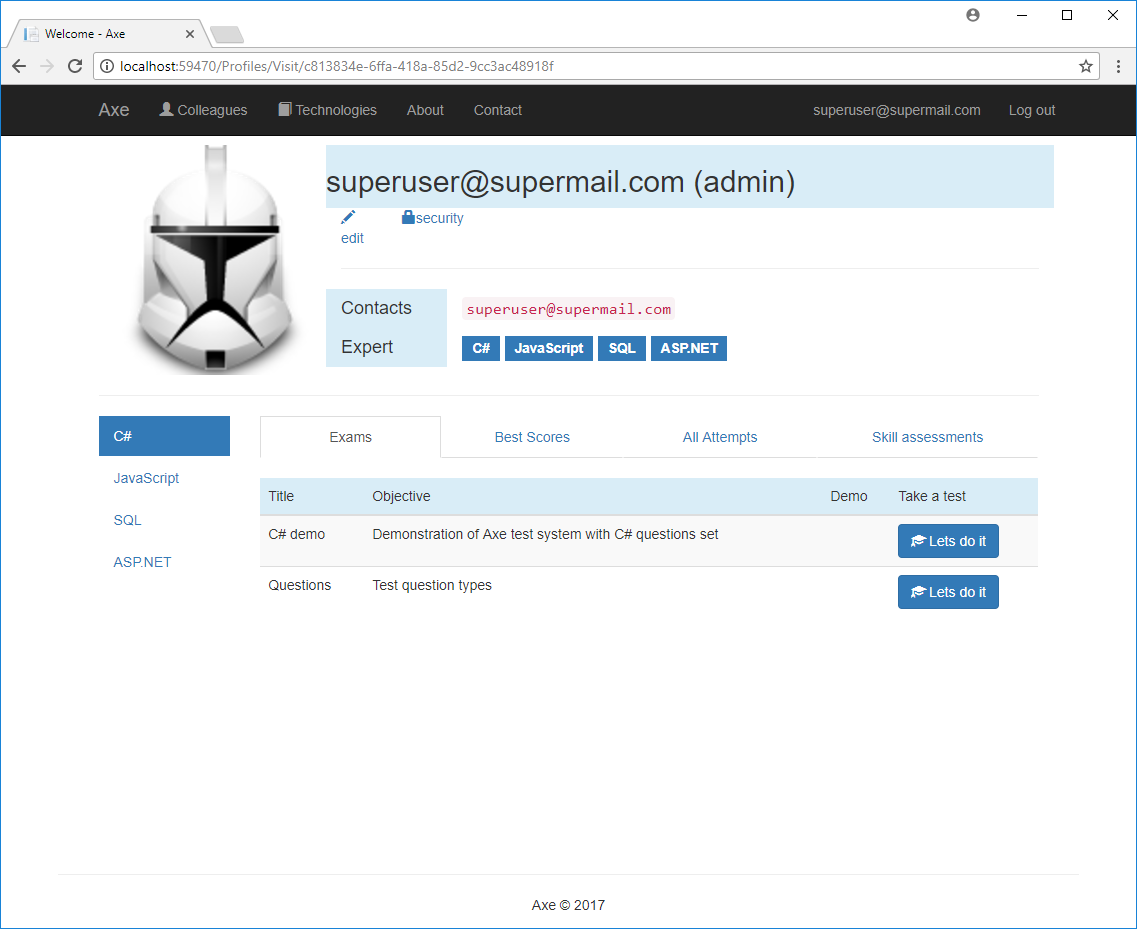 Welcome - Axe
localhost:59470/Profiles/Visit/c813834e-6ffa-418a-85d2-9cc3ac48918f
Axe Colleagues Technologies About Contact superuser@supermail.com Log out
superuser@supermail.com (admin)
edit security
Contacts superuser@supermail.com
Expert C# JavaScript SQL ASP.NET
C#
JavaScript
SQL
ASP.NET
Exams Best Scores All Attempts Skill assessments
Title Objective Demo Take a test
C# demo Demonstration of Axe test system with C# questions set Lets do it
Questions Test question types Lets do it
Axe © 2017